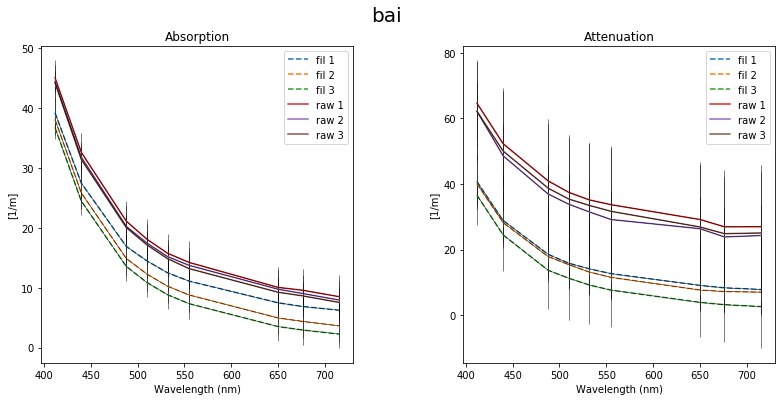 bai
Absorption
50
40
30
20
10
0
[1/m]
400
450
500
550
600
650
700
Wavelength (nm)
fil 1
fil 2
fil 3
raw 1
raw 2
raw 3
Attenuation
80
60
40
20
0
[1/m]
400
450
500
550
600
650
700
Wavelength (nm)
fil 1
fil 2
fil 3
raw 1
raw 2
raw 3